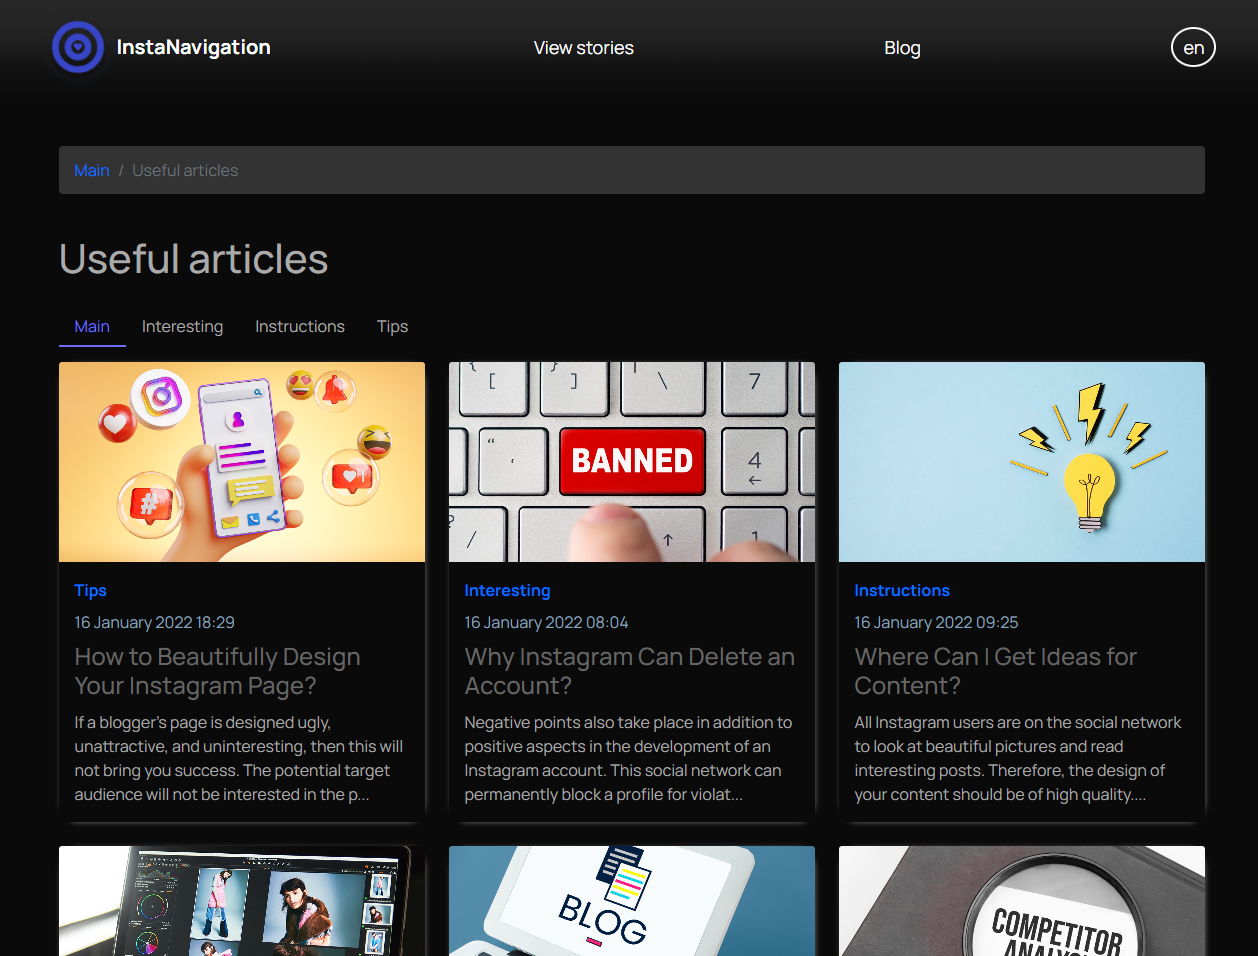 InstaNavigation
View stories
Blog
en
Main / Useful articles
Useful articles
Main
Interesting
Instructions
Tips
[
]
\
7
BANNED
4
/
1
Tips
16 January 2022 18:29
How to Beautifully Design
Your Instagram Page?
If a blogger's page is designed ugly,
unattractive, and uninteresting, then this will
not bring you success. The potential target
audience will not be interested in the p...
Interesting
16 January 2022 08:04
Why Instagram Can Delete an
Account?
Negative points also take place in addition to
positive aspects in the development of an
Instagram account. This social network can
permanently block a profile for violat...
Instructions
16 January 2022 09:25
Where Can I Get Ideas for
Content?
All Instagram users are on the social network
to look at beautiful pictures and read
interesting posts. Therefore, the design of
your content should be of high quality....
BLOG
COMPETITOR